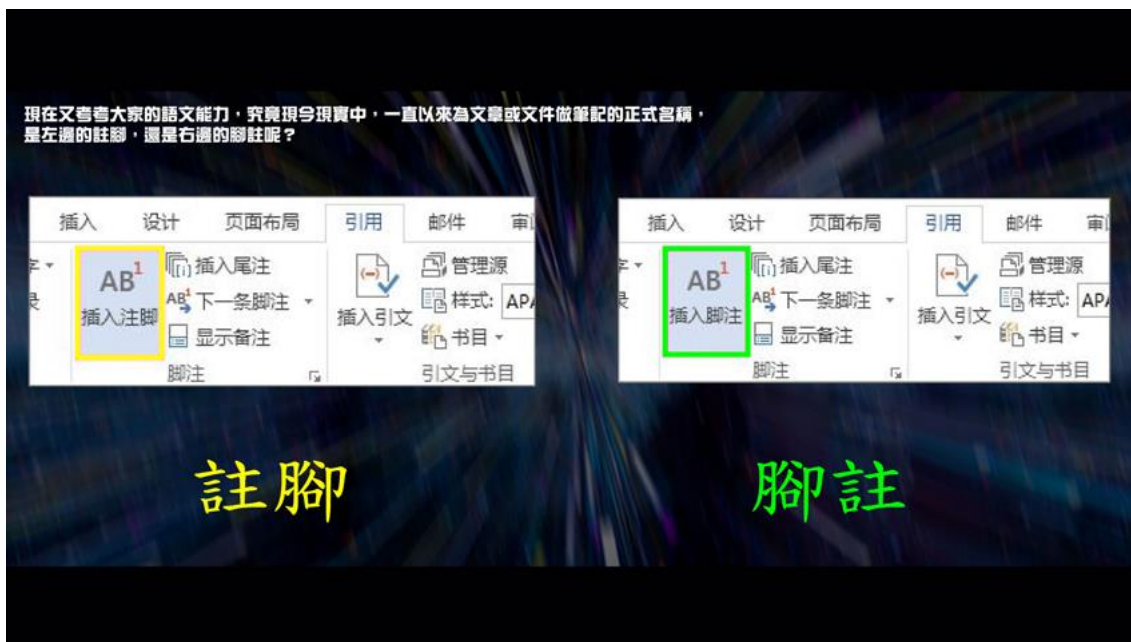 現在又考考大家的語文能力，究竟現今現實中，一直以來為文章或文件做筆記的正式名稱，
是左邊的註腳，還是右邊的腳註呢？
插入 设计 页面布局 引用 邮件
AB1 插入尾注 管理源
插入注脚 AB1 下一条脚注 插入引文 样式: APA
显示备注 书目
脚注 引文与书目
插入 设计 页面布局 引用 邮件
AB1 插入尾注 管理源
插入脚注 AB1 下一条脚注 插入引文 样式: AP
显示备注 书目
脚注 引文与书目
註腳
腳註